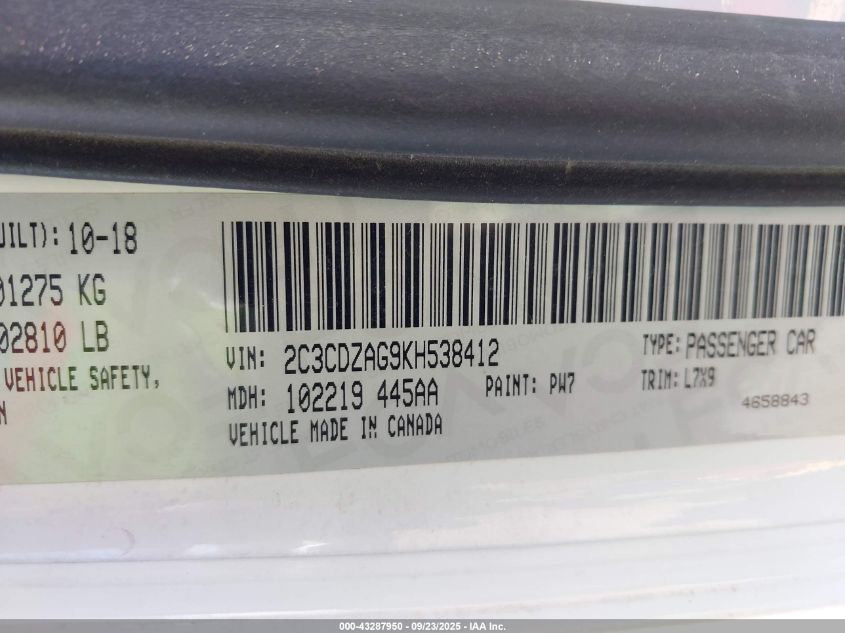 UILT): 10-18
01275 KG
02810 LB
VEHICLE SAFETY,
N
VIN: 2C3CDZAG9KH538412
TYPE: PASSENGER CAR
MDH: 102219 445AA
PAINT: PW7
TRIM: L7X9
4658843
VEHICLE MADE IN CANADA
000-43287950 - 09/23/2025 - IAA Inc.